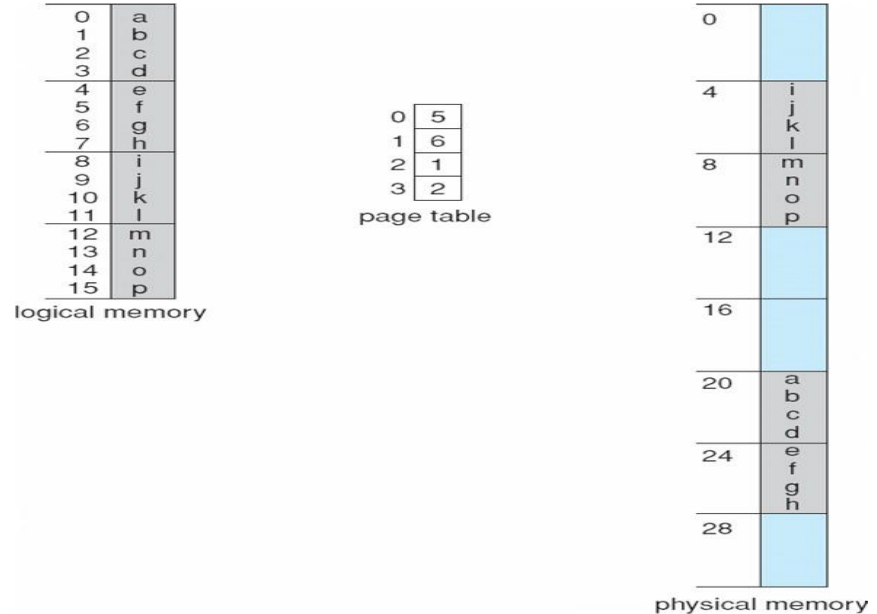 0 a
1 b
2 c
3 d
4 e
5 f
6 g
7 h
8 i
9 j
10 k
11 l
12 m
13 n
14 o
15 p
logical memory
0 5
1 6
2 1
3 2
page table
0
4 i
j
k
l
8 m
n
o
p
12
16
20 a
b
c
d
24 e
f
g
h
28
physical memory